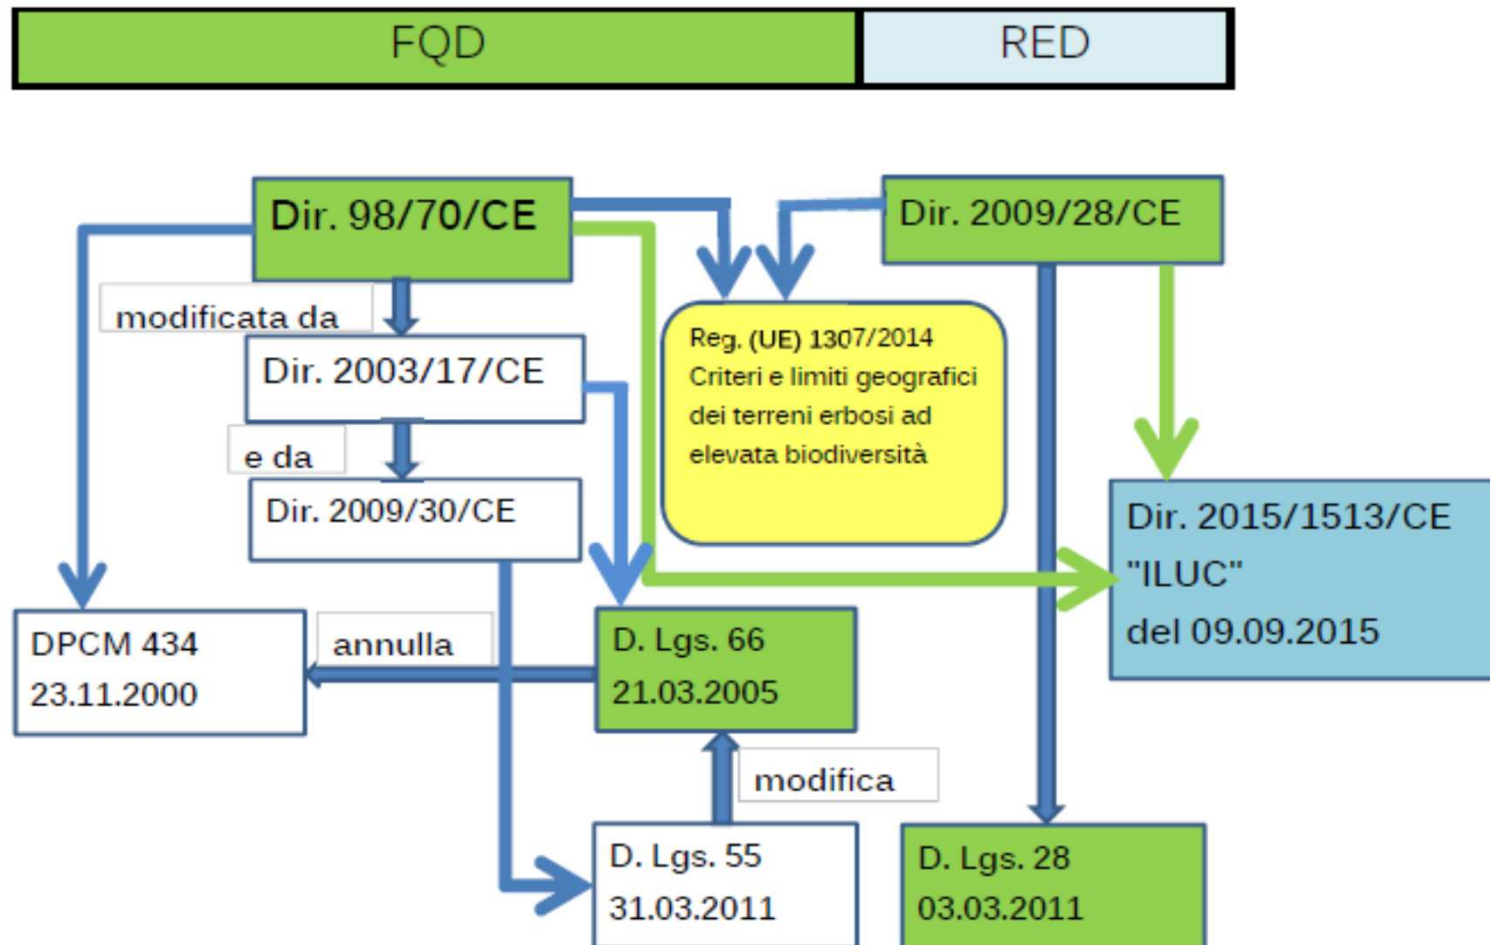 FQD
RED
Dir. 98/70/CE
Dir. 2009/28/CE
modificata da
Dir. 2003/17/CE
Reg. (UE) 1307/2014
Criteri e limiti geografici
dei terreni erbosi ad
elevata biodiversità
e da
Dir. 2009/30/CE
Dir. 2015/1513/CE
"ILUC"
del 09.09.2015
DPCM 434
23.11.2000
annulla
D. Lgs. 66
21.03.2005
modifica
D. Lgs. 55
31.03.2011
D. Lgs. 28
03.03.2011